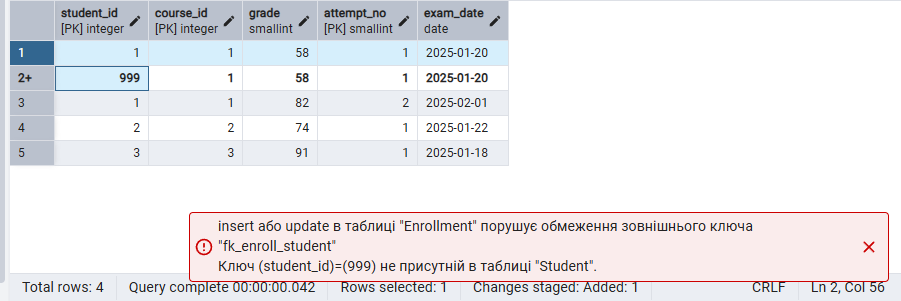 student_id course_id grade attempt_no exam_date
[PK] integer [PK] integer smallint [PK] smallint date
1 1 1 58 1 2025-01-20
2+ 999 1 58 1 2025-01-20
3 1 1 82 2 2025-02-01
4 2 2 74 1 2025-01-22
5 3 3 91 1 2025-01-18
insert або update в таблиці "Enrollment" порушує обмеження зовнішнього ключа
"fk_enroll_student"
Ключ (student_id)=(999) не присутній в таблиці "Student".
Total rows: 4 Query complete 00:00:00.042 Rows selected: 1 Changes staged: Added: 1 CRLF Ln 2, Col 56